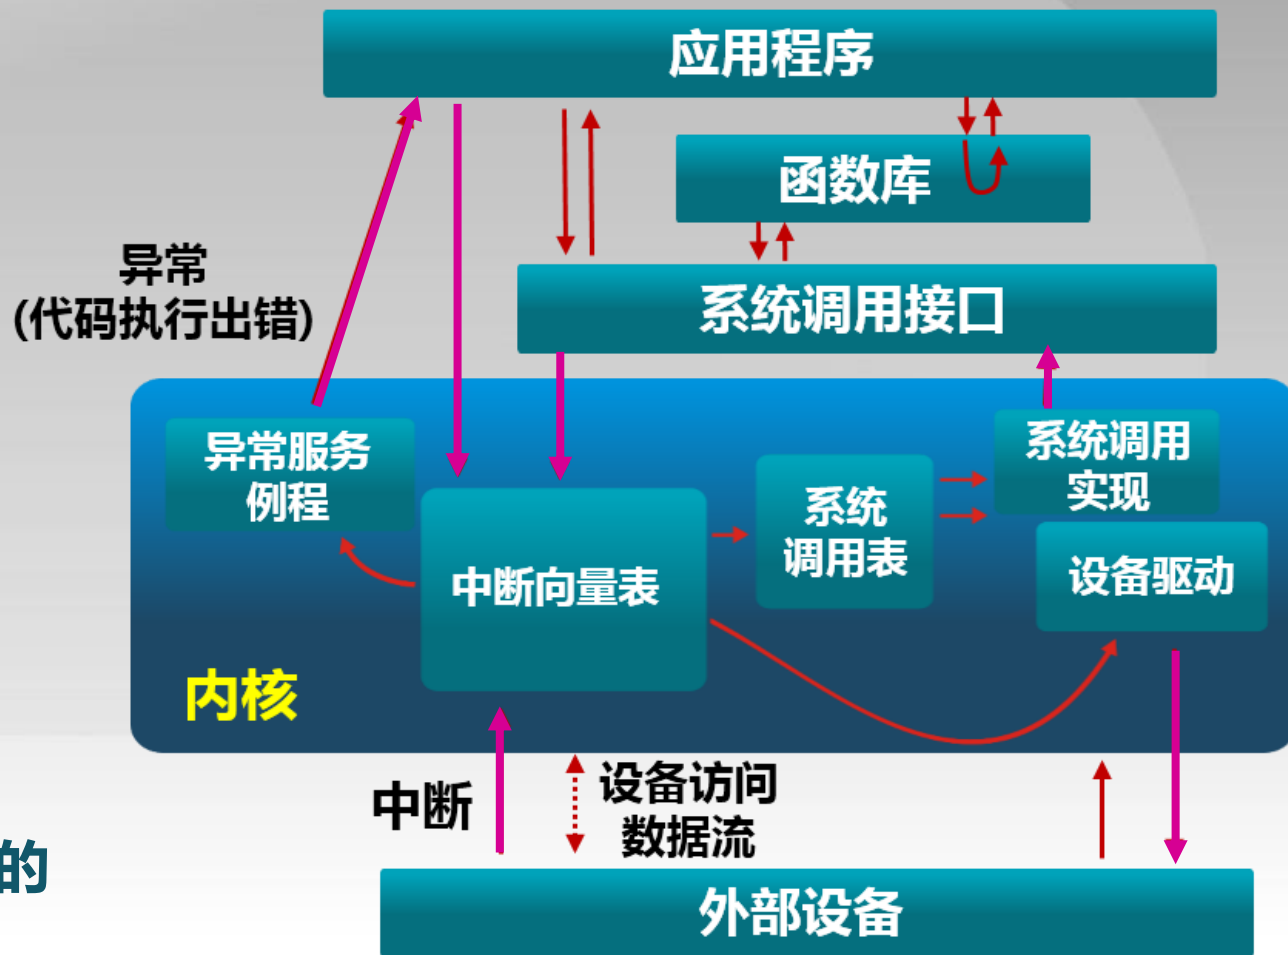 应用程序
函数库
异常
(代码执行出错)
系统调用接口
异常服务
例程
中断向量表
系统
调用表
系统调用
实现
设备驱动
内核
中断
设备访问
数据流
的
外部设备